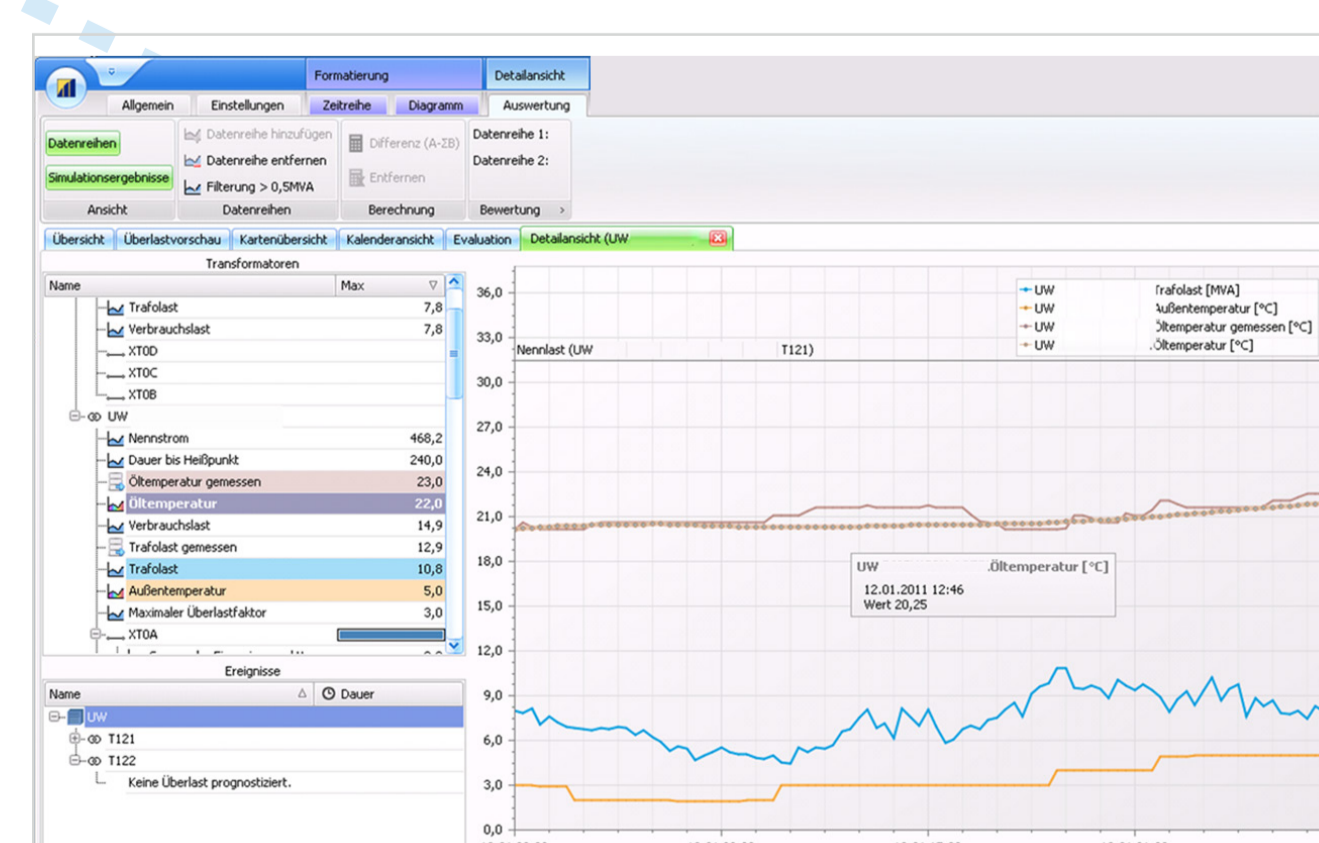 Formatierung Detailansicht
Allgemein Einstellungen Zeitreihe Diagramm Auswertung
Datenreihen Datenreihe hinzufügen Differenz (A-ΣB) Datenreihe 1:
Datenreihe entfernen Datenreihe 2:
Simulationsergebnisse Filterung > 0,5MVA Entfernen
Ansicht Datenreihen Berechnung Bewertung
Übersicht Überlastvorschau Kartenübersicht Kalenderansicht Evaluation Detailansicht (UW
Transformatoren
Name Max
Trafolast 7,8
Verbrauchslast 7,8
XT0D
XT0C
XT0B
UW
Nennstrom 468,2
Dauer bis Heißpunkt 240,0
Öltemperatur gemessen 23,0
Öltemperatur 22,0
Verbrauchslast 14,9
Trafolast gemessen 12,9
Trafolast 10,8
Außentemperatur 5,0
Maximaler Überlastfaktor 3,0
XT0A
Ereignisse
Name Dauer
UW
T121
T122
Keine Überlast prognostiziert.
36,0
33,0
30,0
27,0
24,0
21,0
18,0
15,0
12,0
9,0
6,0
3,0
0,0
Nennlast (UW T121)
UW Trafolast [MVA]
UW Außentemperatur [°C]
UW Öltemperatur gemessen [°C]
UW .Öltemperatur [°C]
UW .Öltemperatur [°C]
12.01.2011 12:46
Wert 20,25